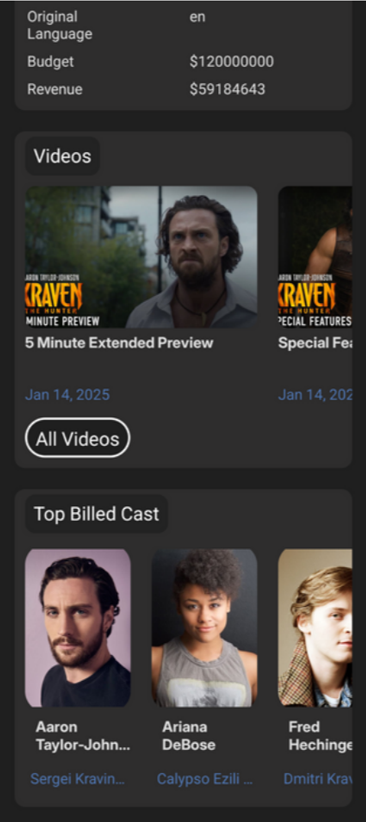 Original
Language
en
Budget
$120000000
Revenue
$59184643
Videos
AARON TAYLOR-JOHNSON
KRAVEN
THE HUNTER
MINUTE PREVIEW
AARON TAYLOR-JOHNSON
KRAVEN
THE HUNTER
PECIAL FEATURES
5 Minute Extended Preview
Special Fea
Jan 14, 2025
Jan 14, 202
All Videos
Top Billed Cast
Aaron
Taylor-John...
Ariana
DeBose
Fred
Hechinge
Sergei Kravin...
Calypso Ezili ...
Dmitri Krav